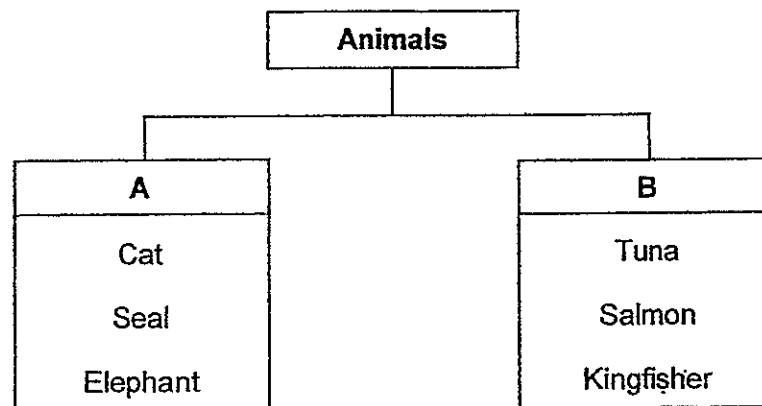 Animals
A
B
Cat
Tuna
Seal
Salmon
Elephant
Kingfisher